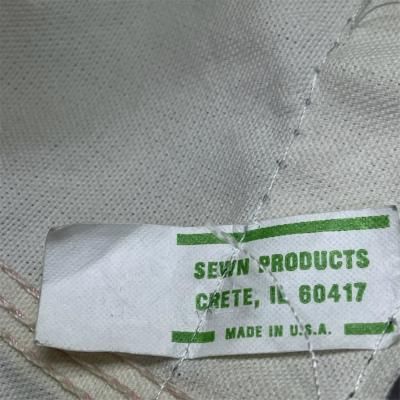 SEWN PRODUCTS
CRETE, IL 60417
MADE IN U.S.A.